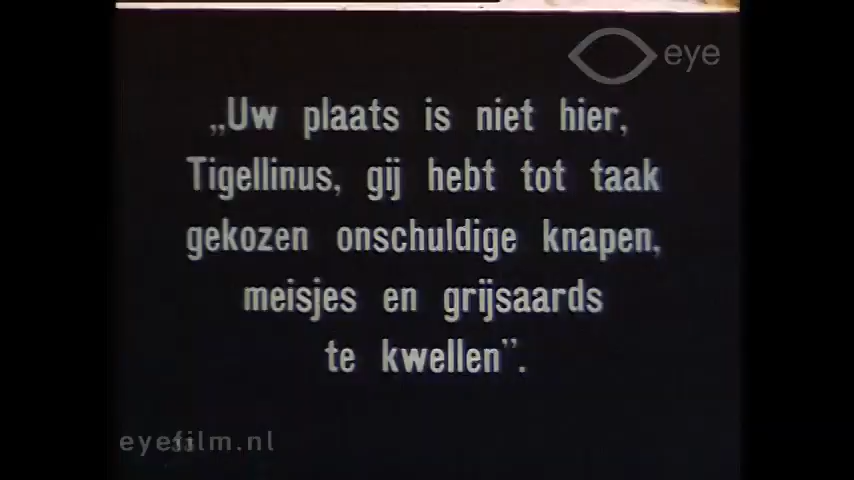 eye
„Uw plaats is niet hier,
Tigellinus, gij hebt tot taak
gekozen onschuldige knapen,
meisjes en grijsaards
te kwellen”.
eyefilm.nl
33